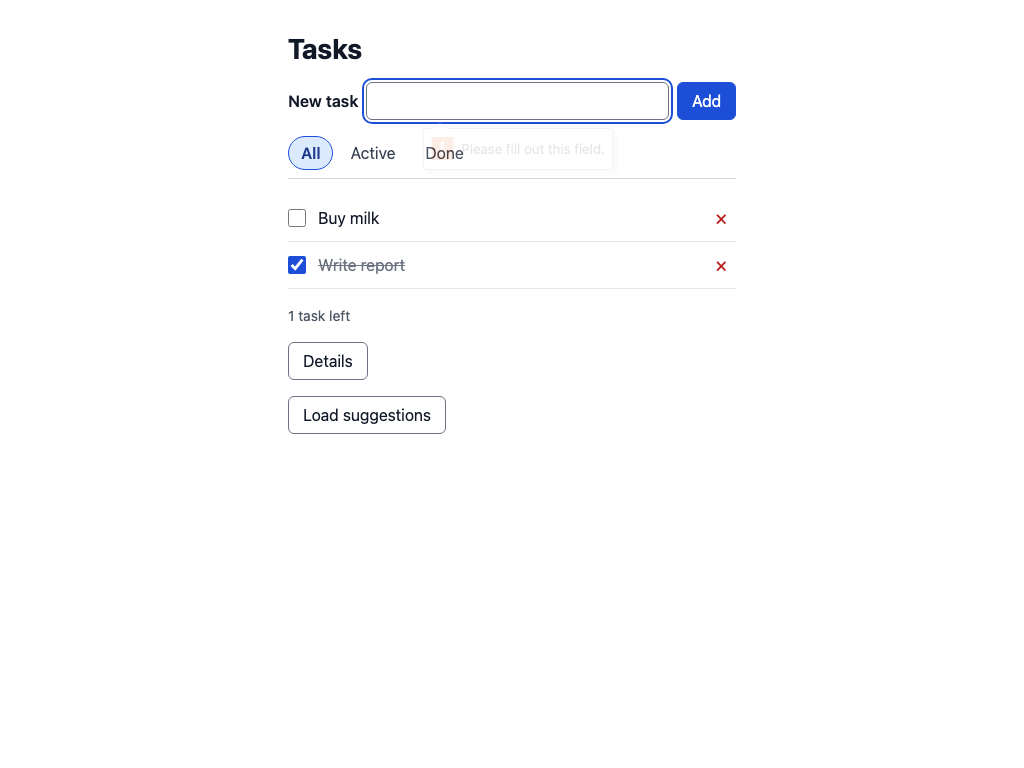 Tasks
New task Add
All Active Done
Please fill out this field.
Buy milk
Write report
1 task left
Details
Load suggestions